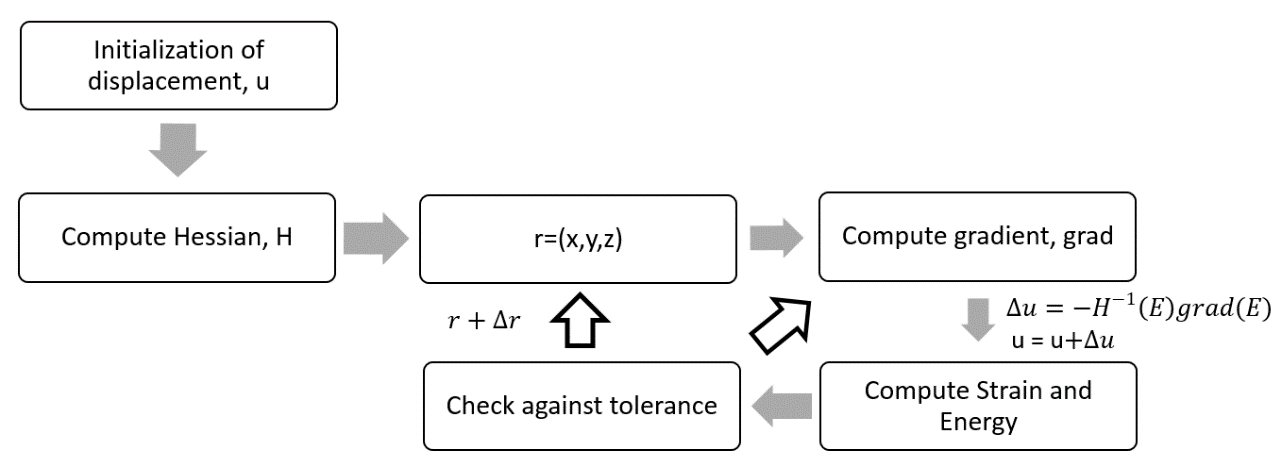 Initialization of
displacement, u
Compute Hessian, H
r=(x,y,z)
Compute gradient, grad
r + Δr
Δu = −H⁻¹(E)grad(E)
u = u+Δu
Check against tolerance
Compute Strain and
Energy